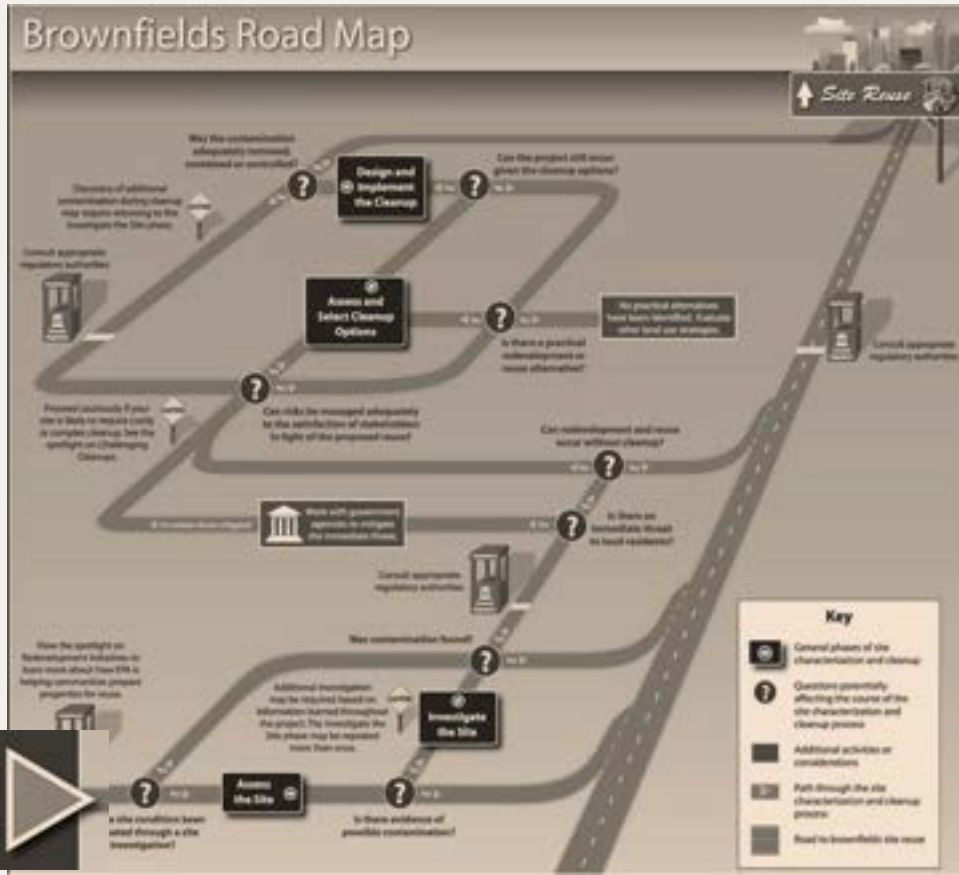 Brownfields Road Map
Site Reuse
Was the contamination
adequately removed,
contained or controlled?
Design and
Implement
the Cleanup
Can the project still occur
given the cleanup options?
Discovery of additional
contamination during cleanup
may require returning to the
Investigate the Site phase.
Consult appropriate
regulatory authorities
Assess and
Select Cleanup
Options
No practical alternatives
have been identified. Evaluate
other land use strategies.
Is there a practical
redevelopment or
reuse alternative?
Consult appropriate
regulatory authorities
Proceed cautiously if your
site is likely to require costly
or complex cleanup. See the
spotlight on Challenging
Cleanups.
Can risks be managed adequately
to the satisfaction of stakeholders
in light of the proposed reuse?
Can redevelopment and reuse
occur without cleanup?
Work with government
agencies to mitigate
the immediate threat.
Is there an
immediate threat
to local residents?
Consult appropriate
regulatory authorities
Was contamination found?
View the spotlight on
Redevelopment Initiatives to
learn more about how EPA is
helping communities prepare
properties for reuse.
Additional investigation
may be required, based on
information learned throughout
the project. The Investigate the
Site phase may be repeated
more than once.
Investigate
the Site
Assess
the Site
a site condition been
ated through a site
investigation?
Is there evidence of
possible contamination?
Key
General phases of site
characterization and cleanup
Questions potentially
affecting the course of the
site characterization and
cleanup process
Additional activities or
considerations
Path through the site
characterization and cleanup
process
Road to brownfields site reuse